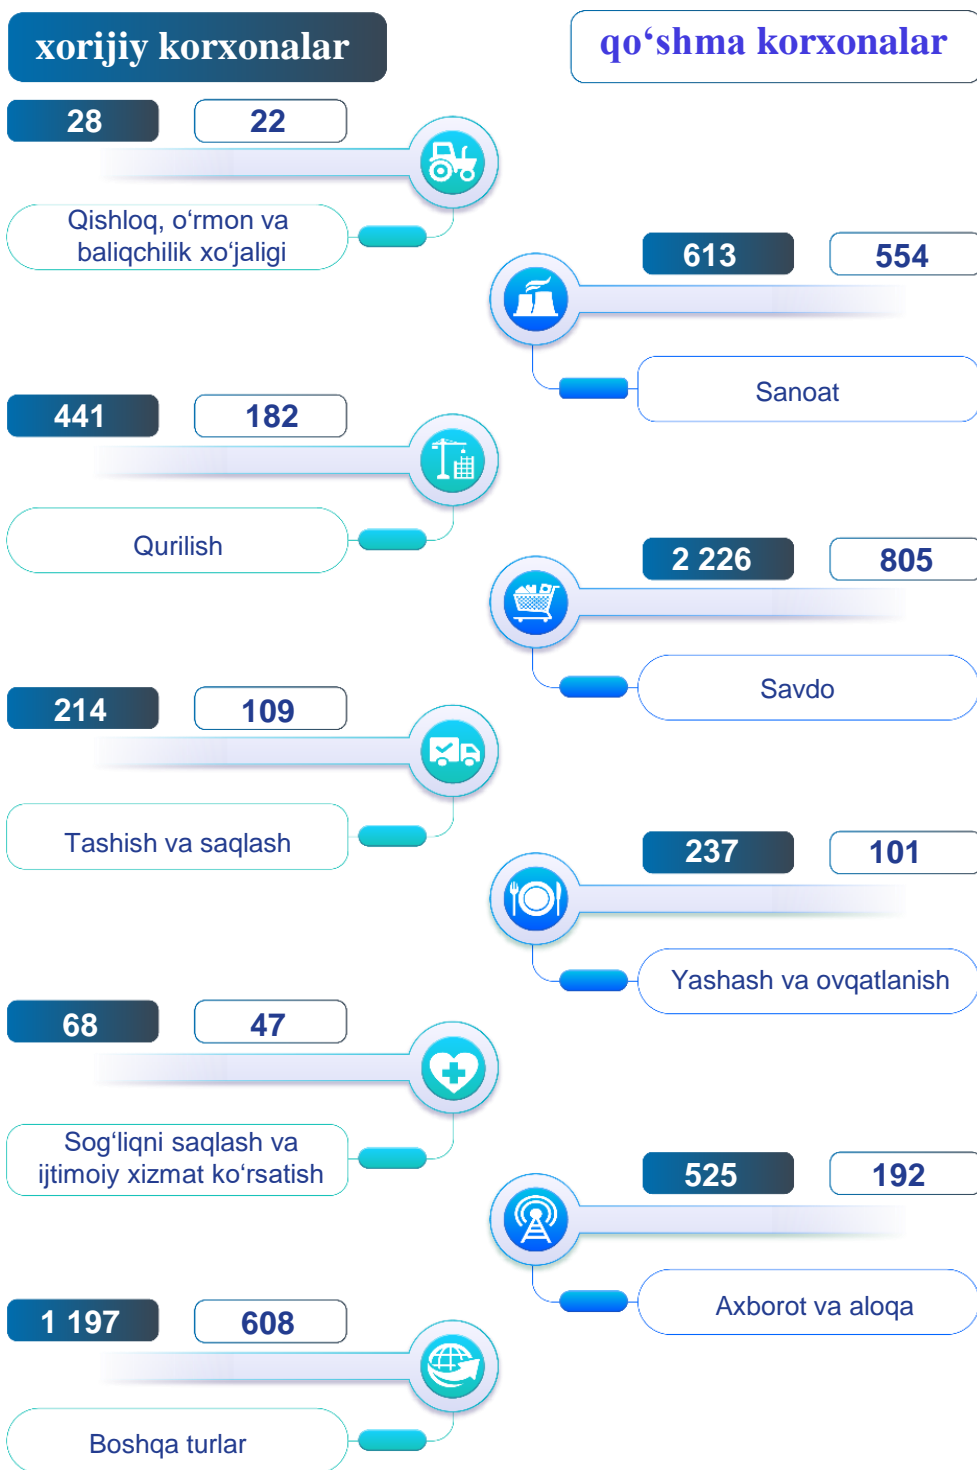 xorijiy korxonalar
qo‘shma korxonalar
28 22
Qishloq, o‘rmon va
baliqchilik xo‘jaligi
613 554
Sanoat
441 182
Qurilish
2 226 805
Savdo
214 109
Tashish va saqlash
237 101
Yashash va ovqatlanish
68 47
Sog‘liqni saqlash va
ijtimoiy xizmat ko‘rsatish
525 192
Axborot va aloqa
1 197 608
Boshqa turlar